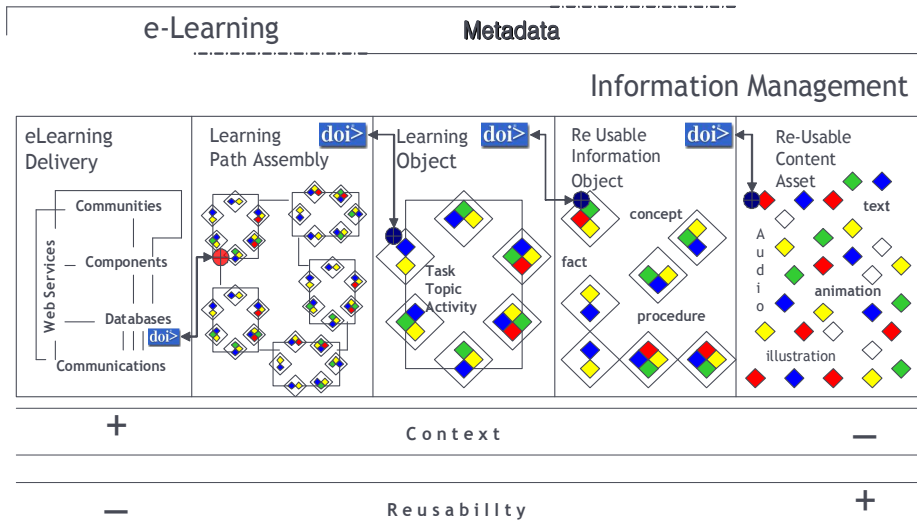 e-Learning
Metadata
Information Management
eLearning
Delivery
Communities
Web Services
Components
Databases
doi>
Communications
Learning
Path Assembly
doi>
Learning
Object
doi>
Task
Topic
Activity
Re Usable
Information
Object
doi>
concept
fact
procedure
Re-Usable
Content
Asset
text
Audio
animation
illustration
+
Context
–
–
Reusability
+